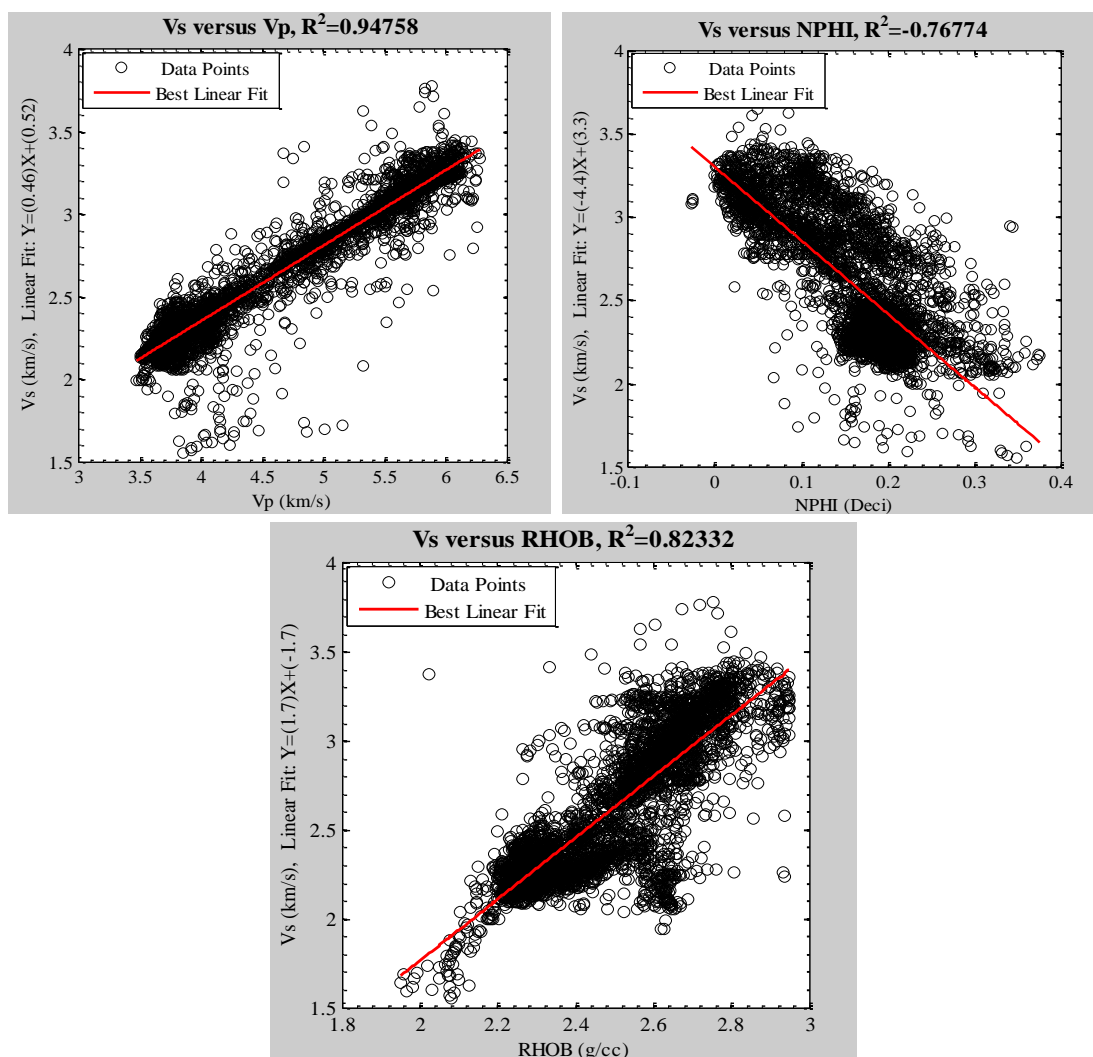 Vs versus Vp, R²=0.94758
4
3.5
3
2.5
2
1.5
Vs (km/s), Linear Fit: Y=(0.46)X+(0.52)
Data Points
Best Linear Fit
3 3.5 4 4.5 5 5.5 6 6.5
Vp (km/s)
Vs versus NPHI, R²=-0.76774
4
3.5
3
2.5
2
1.5
Vs (km/s), Linear Fit: Y=(-4.4)X+(3.3)
Data Points
Best Linear Fit
-0.1 0 0.1 0.2 0.3 0.4
NPHI (Deci)
Vs versus RHOB, R²=0.82332
4
3.5
3
2.5
2
1.5
Vs (km/s), Linear Fit: Y=(1.7)X+(-1.7)
Data Points
Best Linear Fit
1.8 2 2.2 2.4 2.6 2.8 3
RHOB (g/cc)